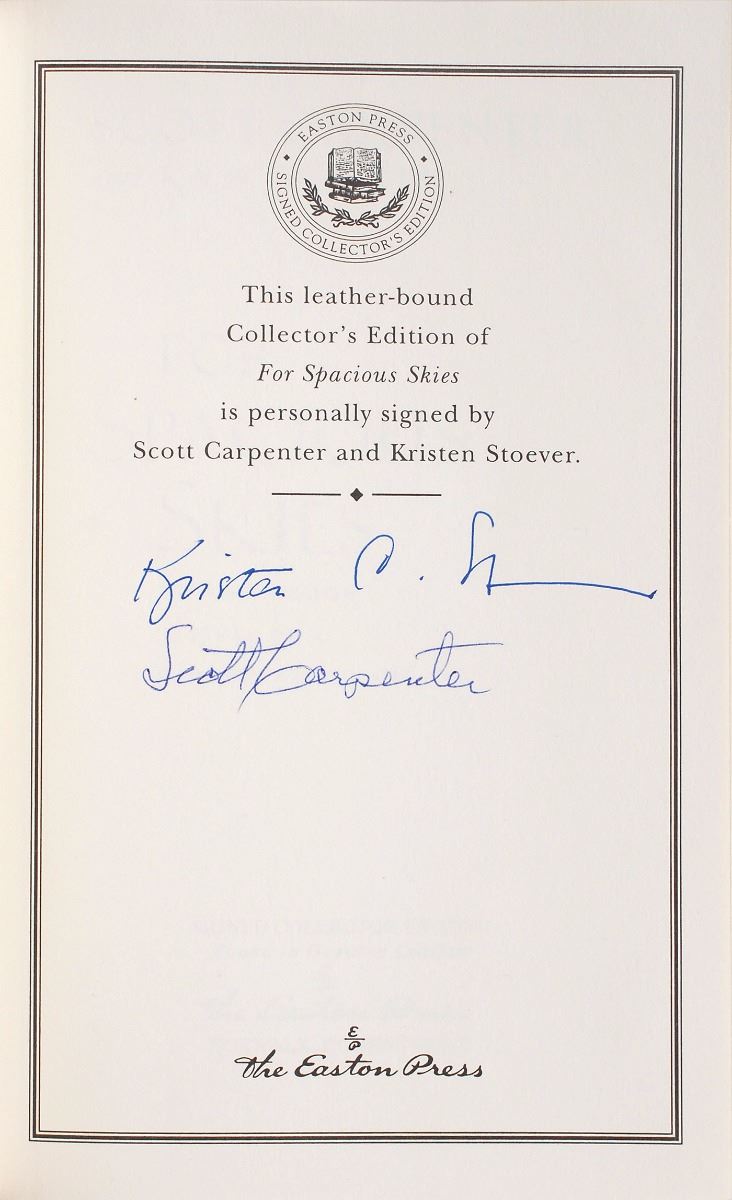 EASTON PRESS
SIGNED COLLECTOR'S EDITION
This leather-bound
Collector's Edition of
For Spacious Skies
is personally signed by
Scott Carpenter and Kristen Stoever.
Kristen C. St
Scott Carpenter
E
P
The Easton Press